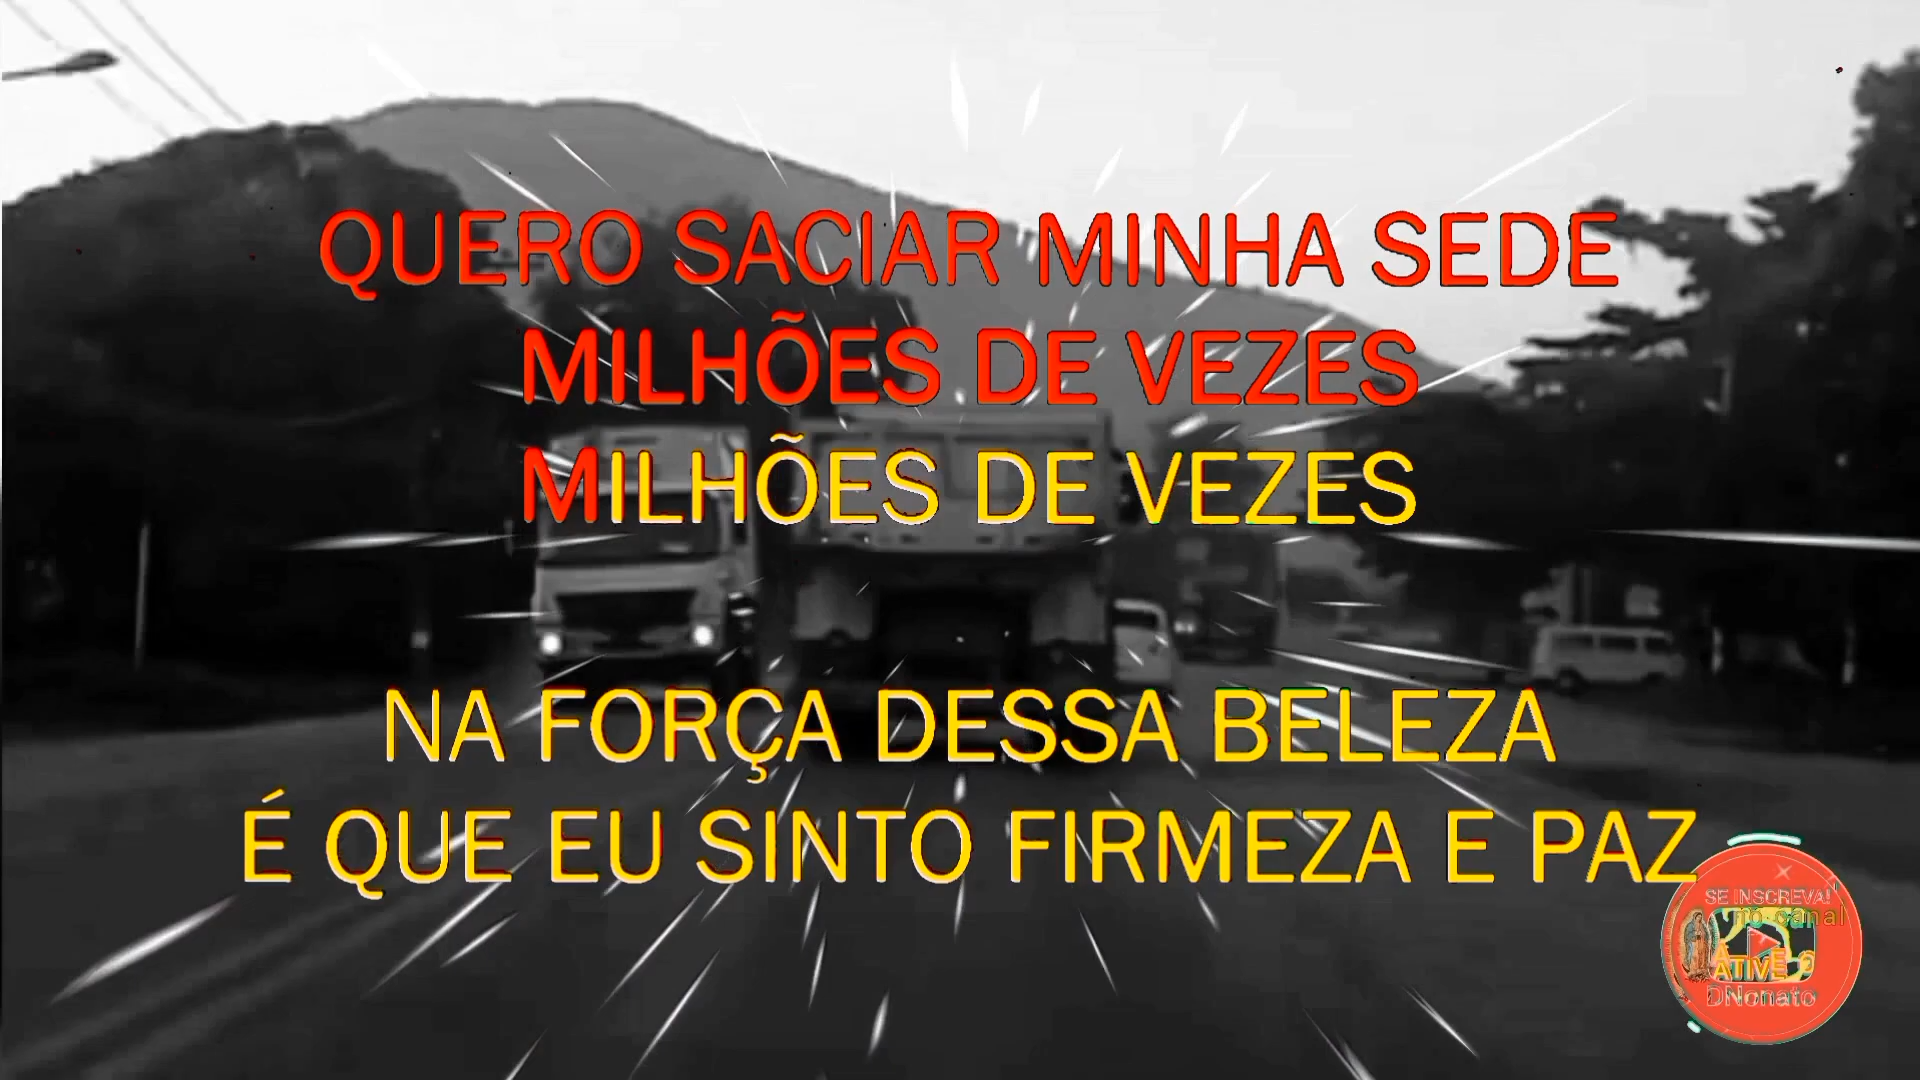 QUERO SACIAR MINHA SEDE
MILHÕES DE VEZES
MILHÕES DE VEZES
NA FORÇA DESSA BELEZA
É QUE EU SINTO FIRMEZA E PAZ
SE INSCREVA!
no canal
ATIVE O
DNonato